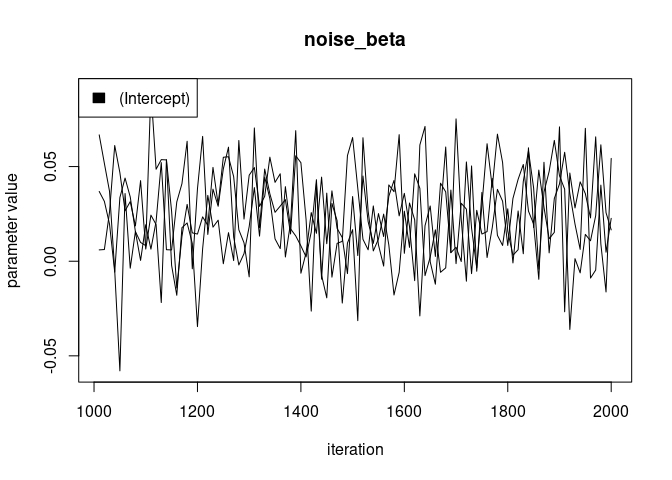 noise_beta
(Intercept)
parameter value
0.05
0.00
-0.05
1000 1200 1400 1600 1800 2000
iteration